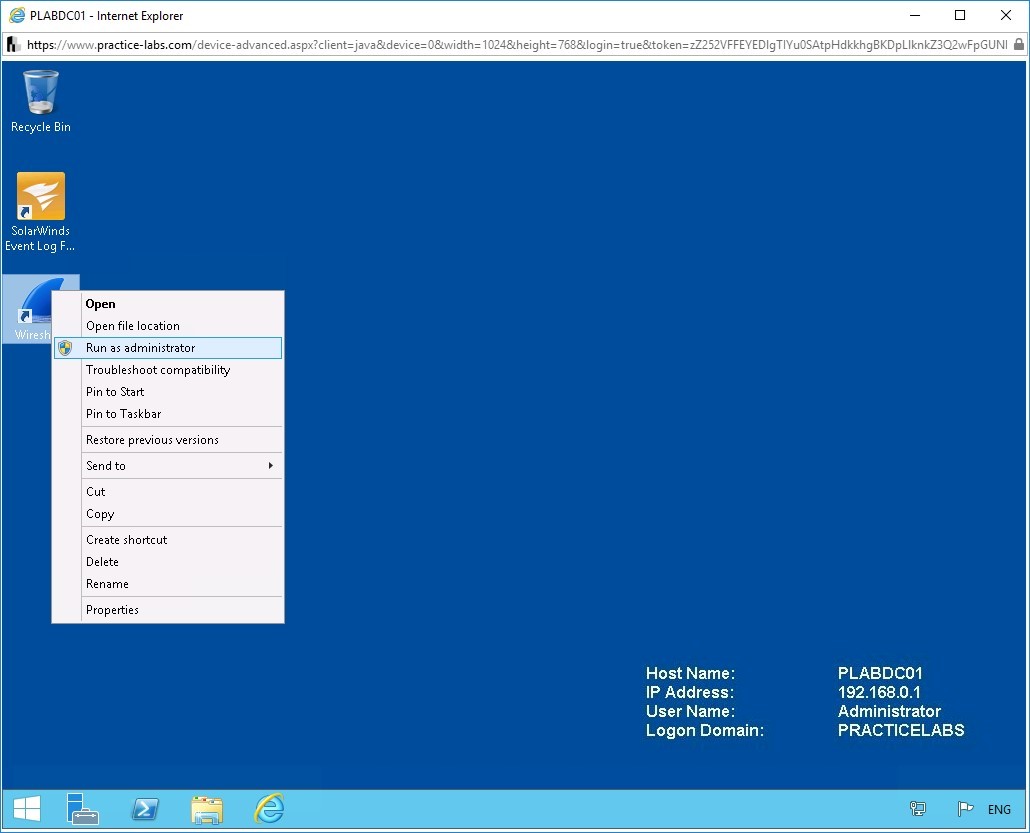 PLABDC01 - Internet Explorer
https://www.practice-labs.com/device-advanced.aspx?client=java&device=0&width=1024&height=768&login=true&token=
Recycle Bin
SolarWinds
Event Log F...
Wiresh
Open
Open file location
Run as administrator
Troubleshoot compatibility
Pin to Start
Pin to Taskbar
Restore previous versions
Send to
Cut
Copy
Create shortcut
Delete
Rename
Properties
Host Name: PLABDC01
IP Address: 192.168.0.1
User Name: Administrator
Logon Domain: PRACTICELABS
ENG